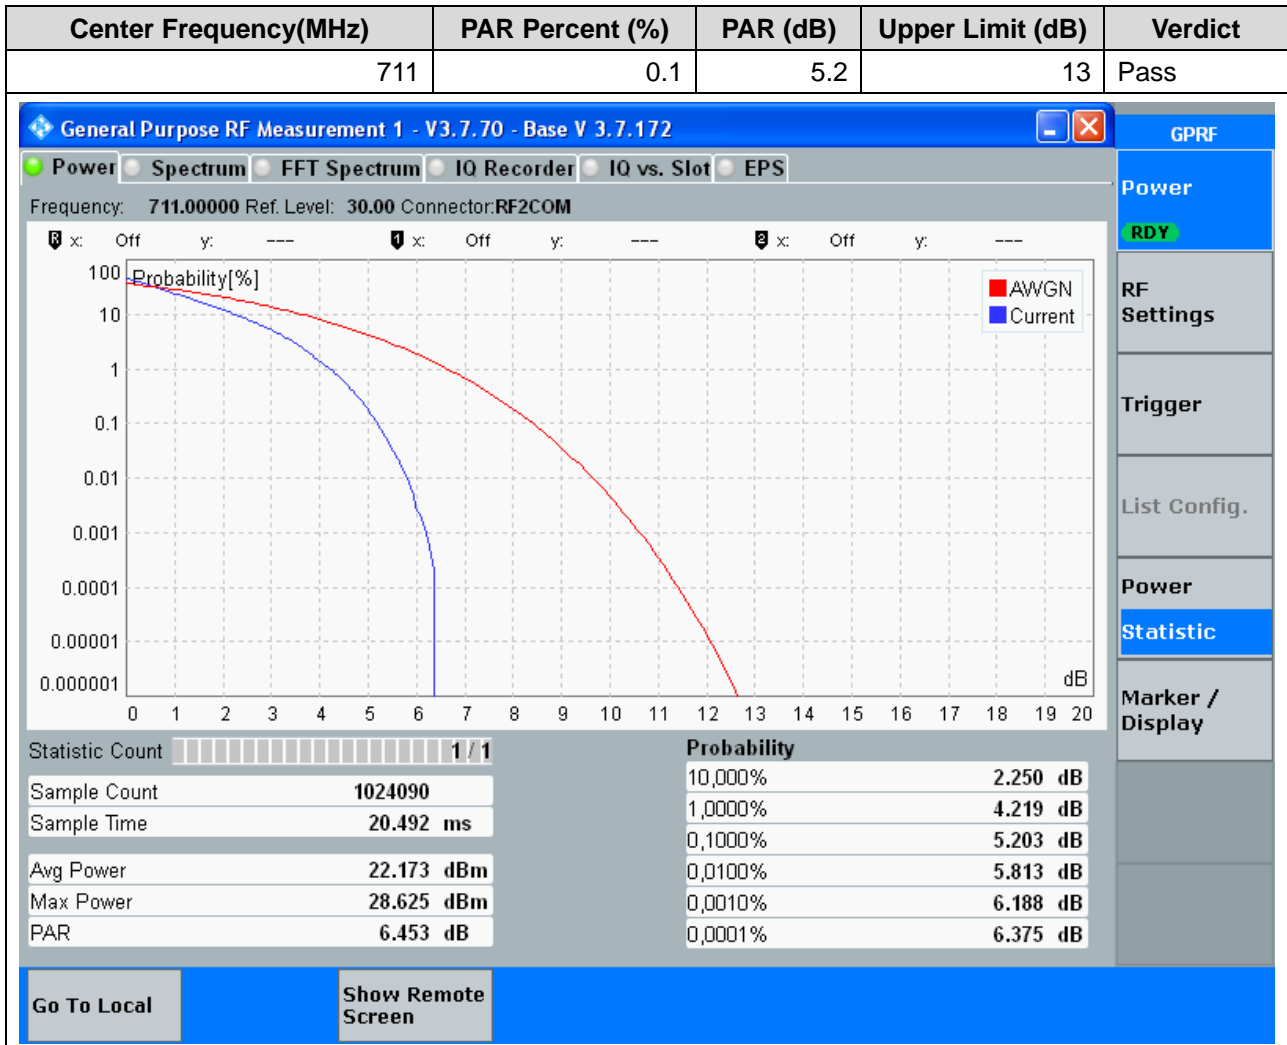 Center Frequency(MHz) PAR Percent (%) PAR (dB) Upper Limit (dB) Verdict
711 0.1 5.2 13 Pass
General Purpose RF Measurement 1 - V3.7.70 - Base V 3.7.172
GPRF
Power Spectrum FFT Spectrum IQ Recorder IQ vs. Slot EPS
Frequency: 711.00000 Ref. Level: 30.00 Connector:RF2COM
R x: Off y: --- 1 x: Off y: --- 2 x: Off y: ---
Probability[%]
AWGN
Current
100
10
1
0.1
0.01
0.001
0.0001
0.00001
0.000001
dB
0 1 2 3 4 5 6 7 8 9 10 11 12 13 14 15 16 17 18 19 20
Statistic Count 1 / 1
Sample Count 1024090
Sample Time 20.492 ms
Avg Power 22.173 dBm
Max Power 28.625 dBm
PAR 6.453 dB
Probability
10,000% 2.250 dB
1,0000% 4.219 dB
0,1000% 5.203 dB
0,0100% 5.813 dB
0,0010% 6.188 dB
0,0001% 6.375 dB
Power
RDY
RF
Settings
Trigger
List Config.
Power
Statistic
Marker /
Display
Go To Local
Show Remote
Screen